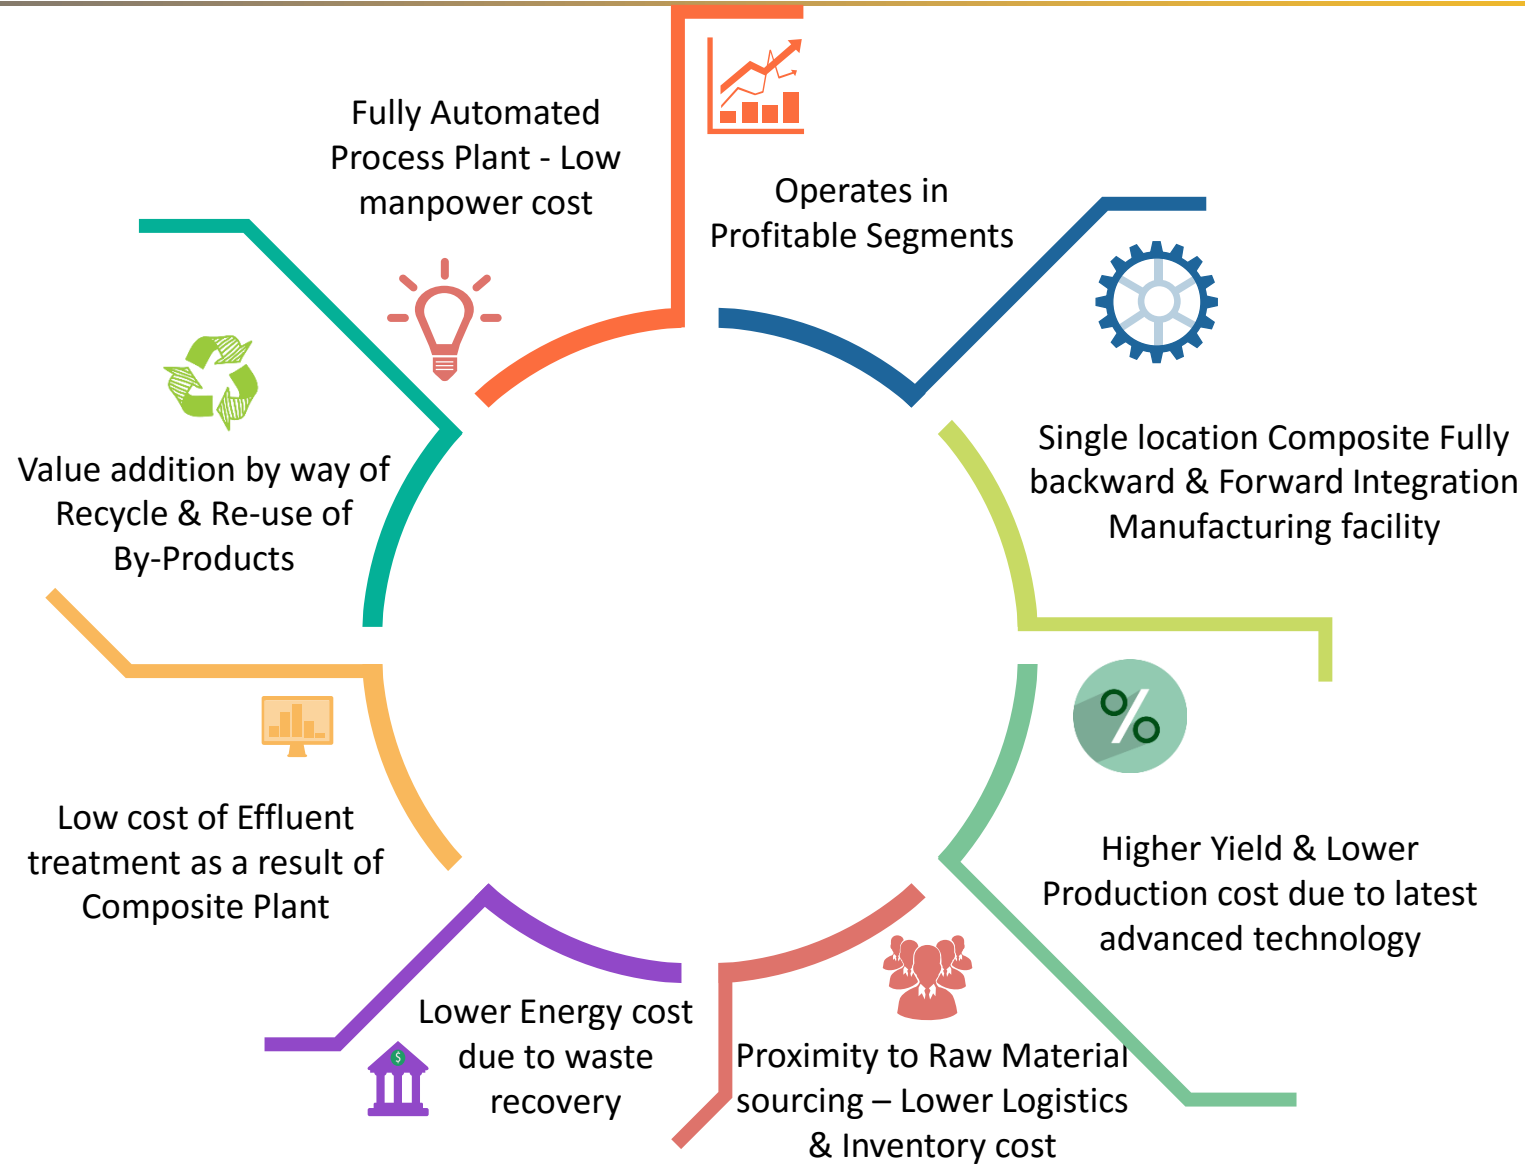 Fully Automated
Process Plant - Low
manpower cost
Operates in
Profitable Segments
Single location Composite Fully
backward & Forward Integration
Manufacturing facility
Higher Yield & Lower
Production cost due to latest
advanced technology
Proximity to Raw Material
sourcing – Lower Logistics
& Inventory cost
Lower Energy cost
due to waste
recovery
Low cost of Effluent
treatment as a result of
Composite Plant
Value addition by way of
Recycle & Re-use of
By-Products
%
$